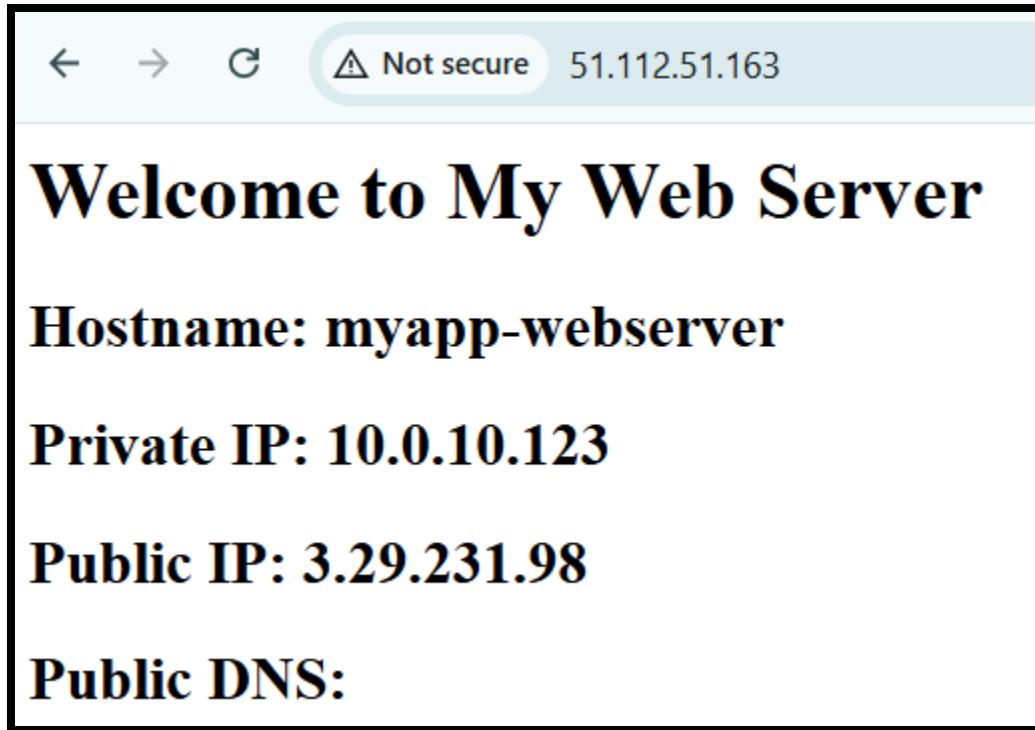 Not secure 51.112.51.163
Welcome to My Web Server
Hostname: myapp-webserver
Private IP: 10.0.10.123
Public IP: 3.29.231.98
Public DNS: